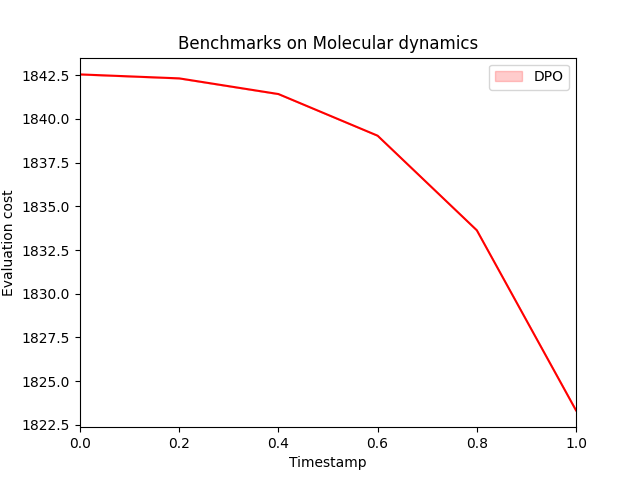 Benchmarks on Molecular dynamics
DPO
Evaluation cost
1842.5
1840.0
1837.5
1835.0
1832.5
1830.0
1827.5
1825.0
1822.5
0.0 0.2 0.4 0.6 0.8 1.0
Timestamp